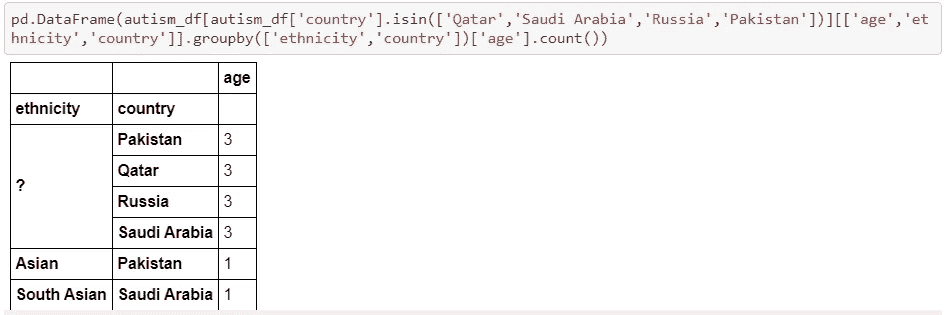 pd.DataFrame(autism_df[autism_df['country'].isin(['Qatar','Saudi Arabia','Russia','Pakistan'])][['age','et
hnicity','country']].groupby(['ethnicity','country'])['age'].count())
age
ethnicity country
? Pakistan 3
Qatar 3
Russia 3
Saudi Arabia 3
Asian Pakistan 1
South Asian Saudi Arabia 1